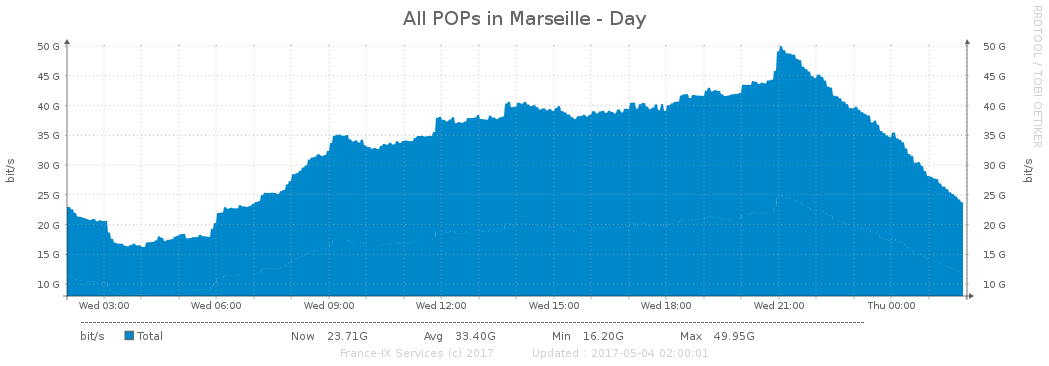 All POPs in Marseille - Day
RRDTOOL / TOBI OETIKER
bit/s
50 G
45 G
40 G
35 G
30 G
25 G
20 G
15 G
10 G
50 G
45 G
40 G
35 G
30 G
25 G
20 G
15 G
10 G
bit/s
Wed 03:00 Wed 06:00 Wed 09:00 Wed 12:00 Wed 15:00 Wed 18:00 Wed 21:00 Thu 00:00
bit/s Total Now 23.71G Avg 33.40G Min 16.20G Max 49.95G
France-IX Services (c) 2017 Updated : 2017-05-04 02:00:01